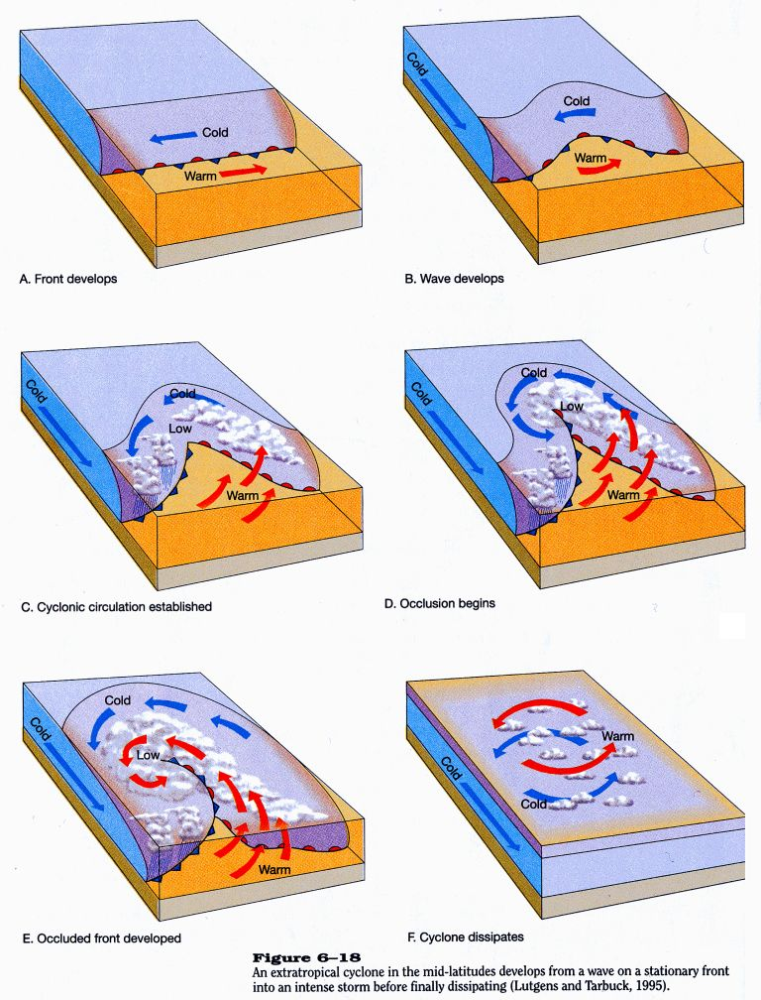 Cold
Warm
A. Front develops
Cold
Cold
Warm
B. Wave develops
Cold
Cold
Low
Warm
C. Cyclonic circulation established
Cold
Cold
Low
Warm
D. Occlusion begins
Cold
Cold
Low
Warm
E. Occluded front developed
Warm
Cold
Cold
F. Cyclone dissipates
Figure 6–18
An extratropical cyclone in the mid-latitudes develops from a wave on a stationary front
into an intense storm before finally dissipating (Lutgens and Tarbuck, 1995).